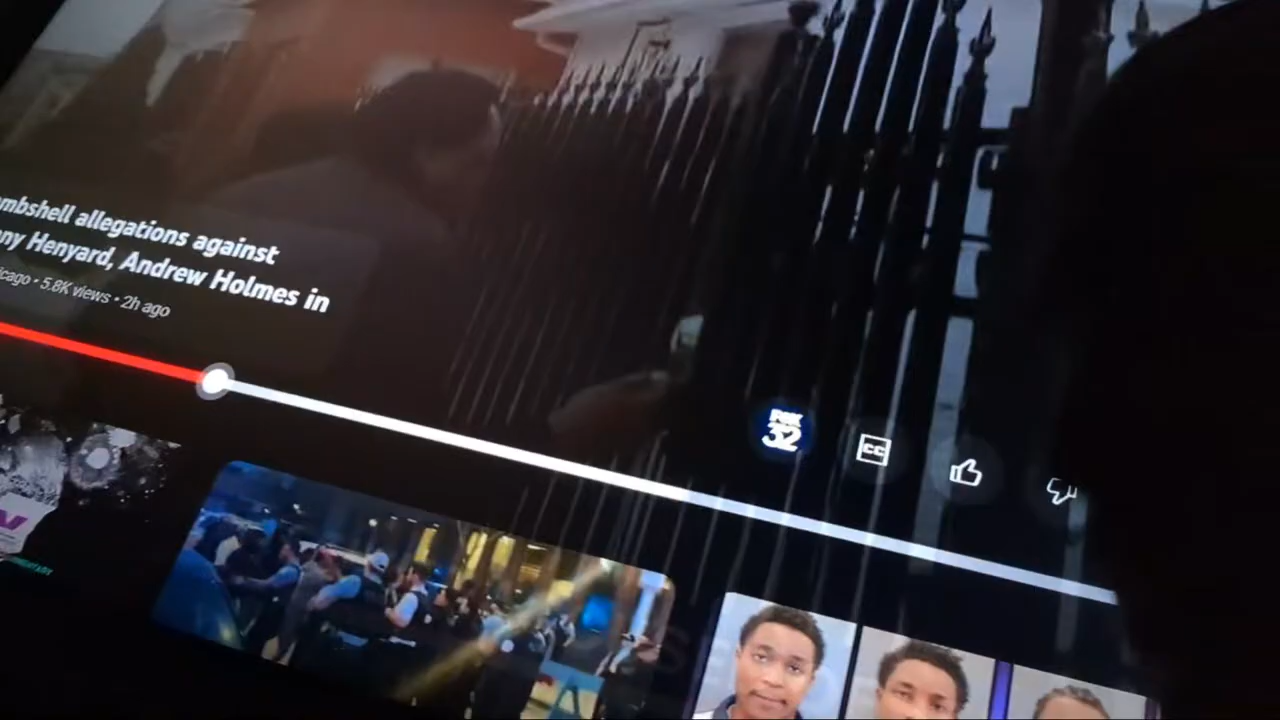 mbshell allegations against
ny Henyard, Andrew Holmes in
cago • 5.8K views • 2h ago
FOX
32
CC